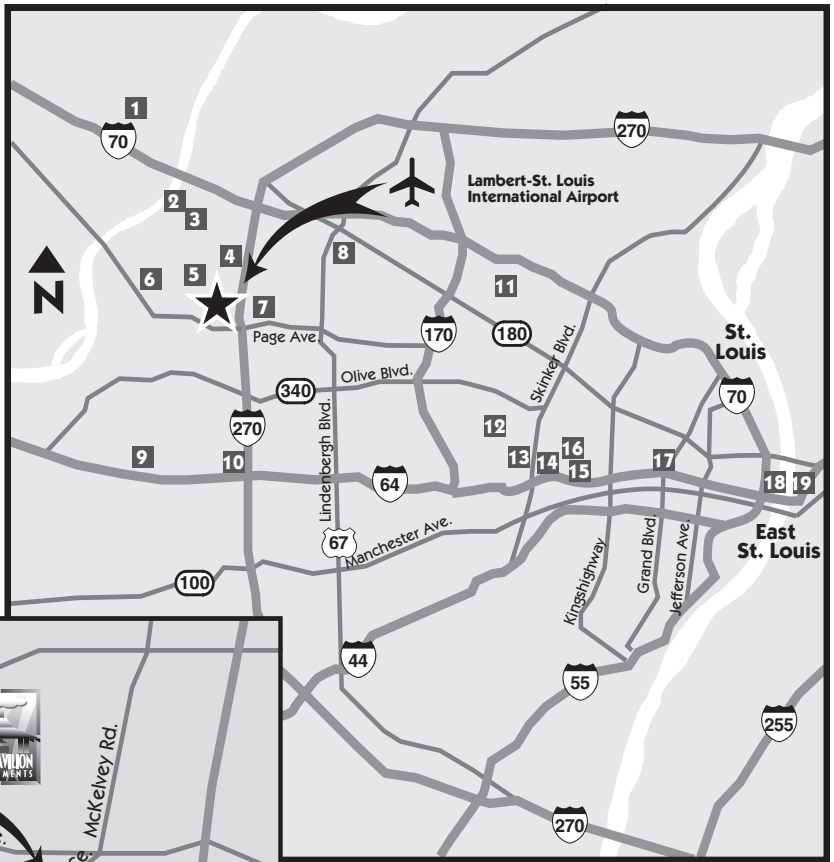 1
70
270
Lambert-St. Louis
International Airport
2
3
4
8
N
6
5
7
11
Page Ave.
170
180
Skinker Blvd.
St.
Louis
340
Olive Blvd.
70
Lindenbergh Blvd.
270
12
9
10
13
14
16
15
17
18
19
64
67
Manchester Ave.
East
St. Louis
100
Kingshighway
Grand Blvd.
Jefferson Ave.
44
55
255
McKelvey Rd.
270